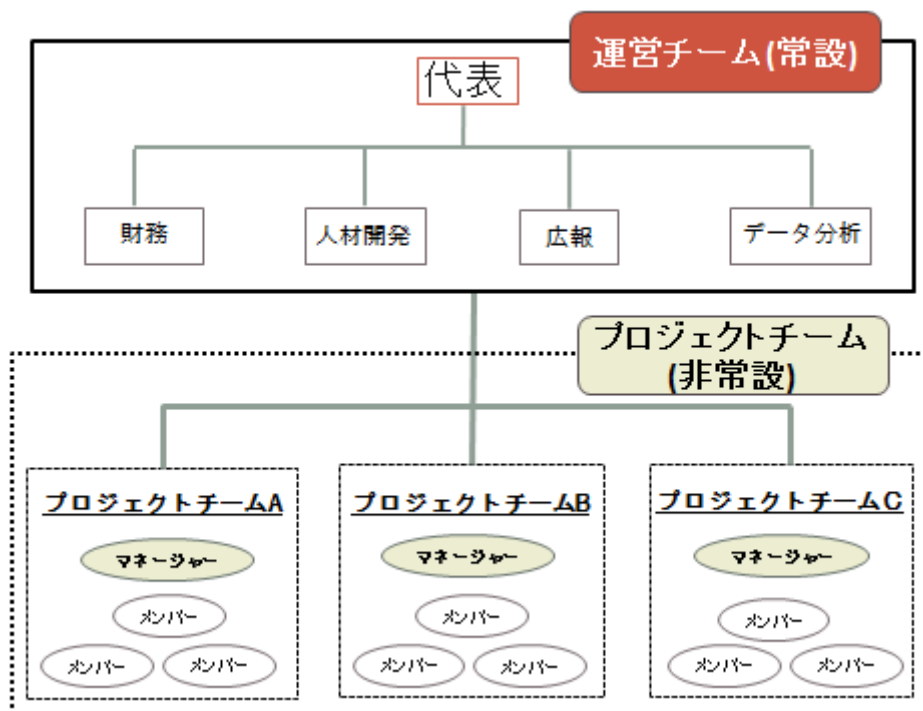 運営チーム(常設)
代表
財務
人材開発
広報
データ分析
プロジェクトチーム
(非常設)
プロジェクトチームA
マネージャー
メンバー
メンバー
メンバー
プロジェクトチームB
マネージャー
メンバー
メンバー
メンバー
プロジェクトチームC
マネージャー
メンバー
メンバー
メンバー